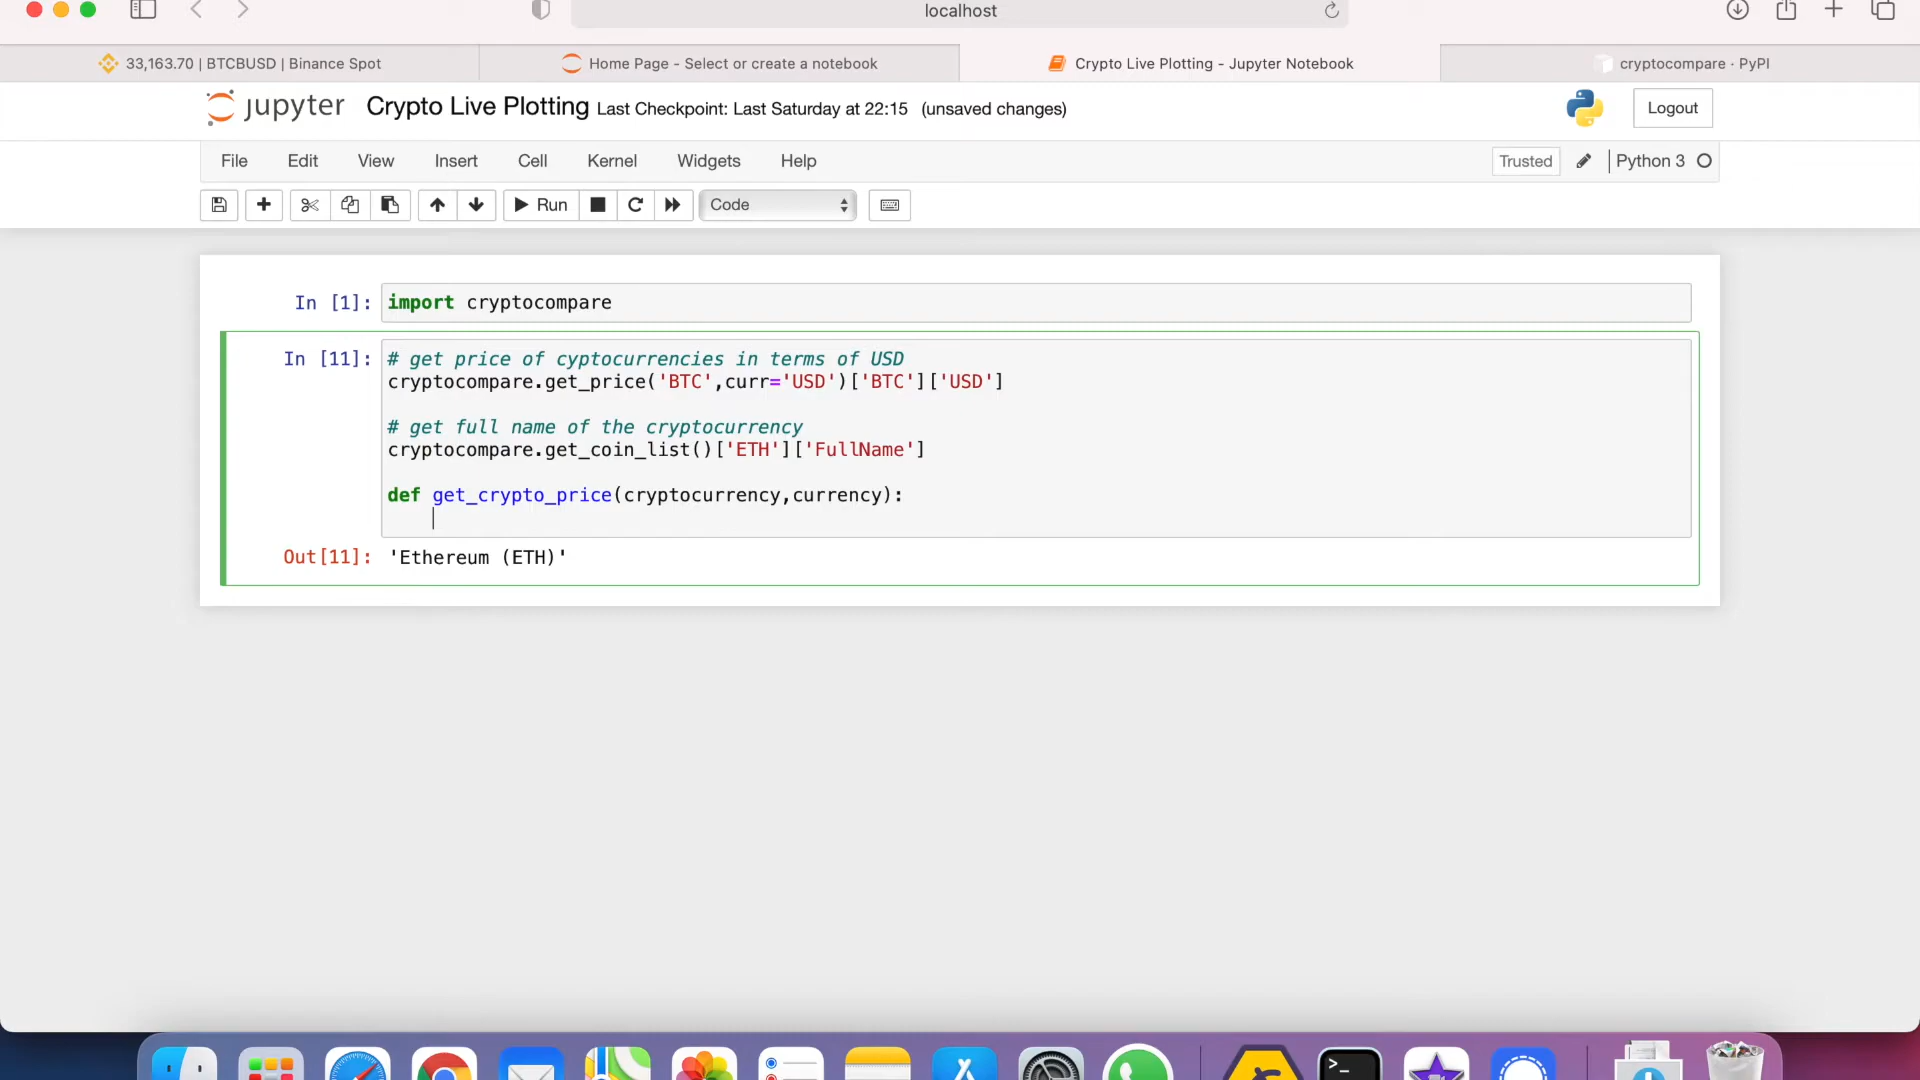 localhost
33,163.70 | BTCBUSD | Binance Spot
Home Page - Select or create a notebook
Crypto Live Plotting - Jupyter Notebook
cryptocompare · PyPI
jupyter Crypto Live Plotting Last Checkpoint: Last Saturday at 22:15 (unsaved changes)
Logout
File Edit View Insert Cell Kernel Widgets Help
Trusted
Python 3
Run
Code
In [1]: import cryptocompare
In [11]: # get price of cyptocurrencies in terms of USD
cryptocompare.get_price('BTC',curr='USD')['BTC']['USD']
# get full name of the cryptocurrency
cryptocompare.get_coin_list()['ETH']['FullName']
def get_crypto_price(cryptocurrency,currency):
Out[11]: 'Ethereum (ETH)'